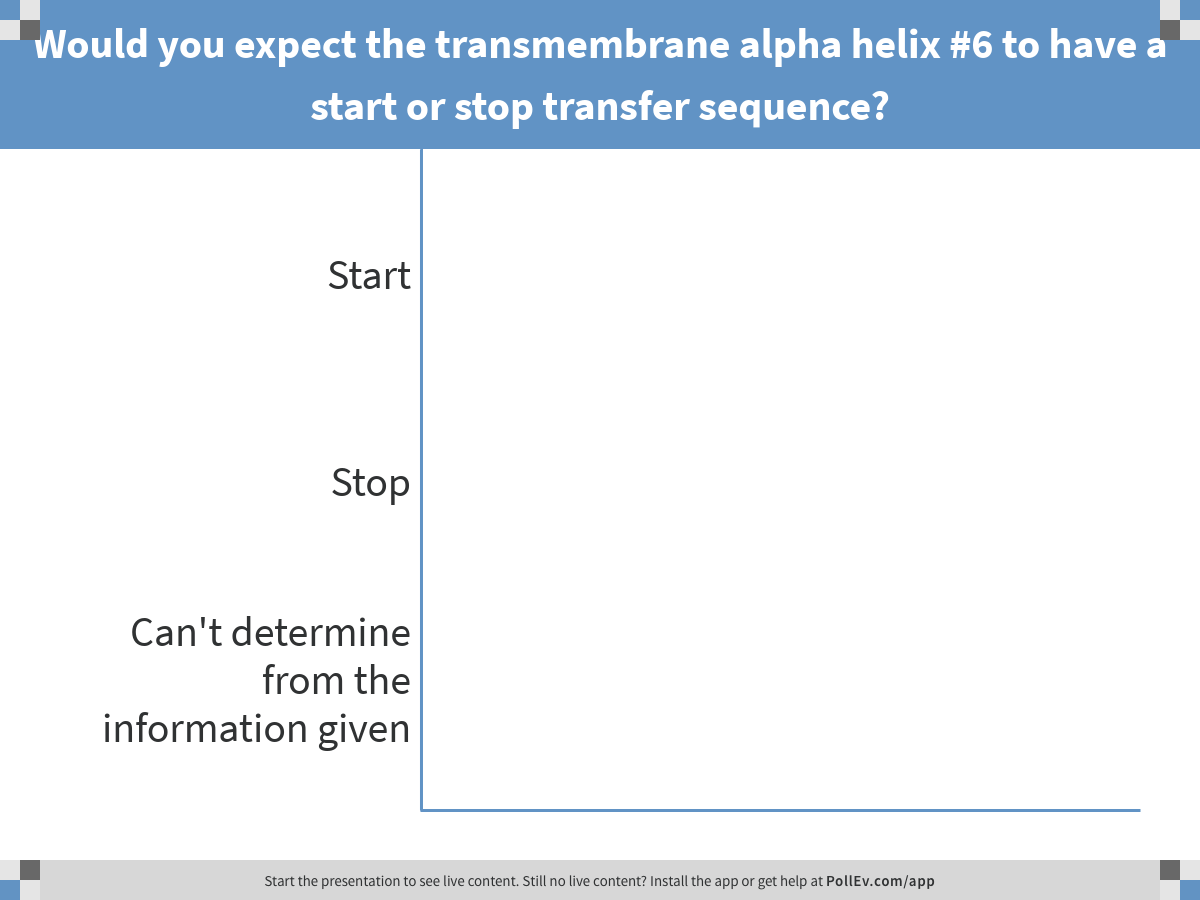 Would you expect the transmembrane alpha helix #6 to have a
start or stop transfer sequence?
Start
Stop
Can't determine
from the
information given
Start the presentation to see live content. Still no live content? Install the app or get help at PollEv.com/app